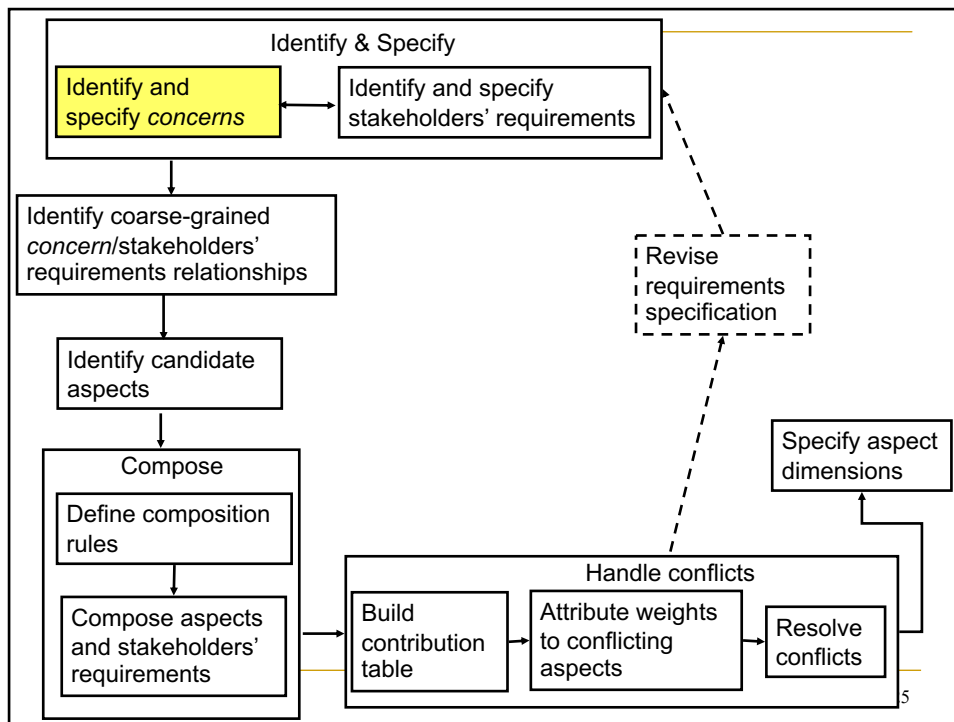 Identify & Specify
Identify and
specify concerns
Identify and specify
stakeholders’ requirements
Identify coarse-grained
concern/stakeholders’
requirements relationships
Revise
requirements
specification
Identify candidate
aspects
Specify aspect
dimensions
Compose
Define composition
rules
Compose aspects
and stakeholders’
requirements
Handle conflicts
Build
contribution
table
Attribute weights
to conflicting
aspects
Resolve
conflicts
5